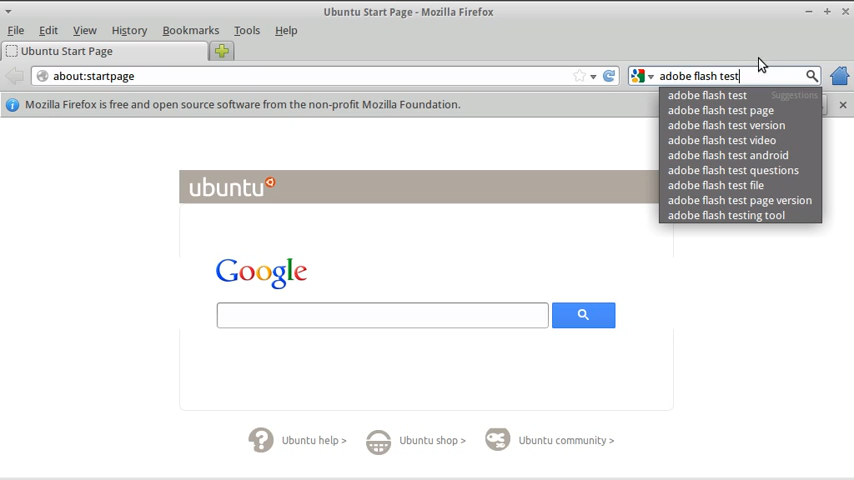 Ubuntu Start Page - Mozilla Firefox
File Edit View History Bookmarks Tools Help
Ubuntu Start Page
about:startpage
adobe flash test
Mozilla Firefox is free and open source software from the non-profit Mozilla Foundation.
adobe flash test Suggestions
adobe flash test page
adobe flash test version
adobe flash test video
adobe flash test android
adobe flash test questions
adobe flash test file
adobe flash test page version
adobe flash testing tool
ubuntu
Google
Ubuntu help > Ubuntu shop > Ubuntu community >